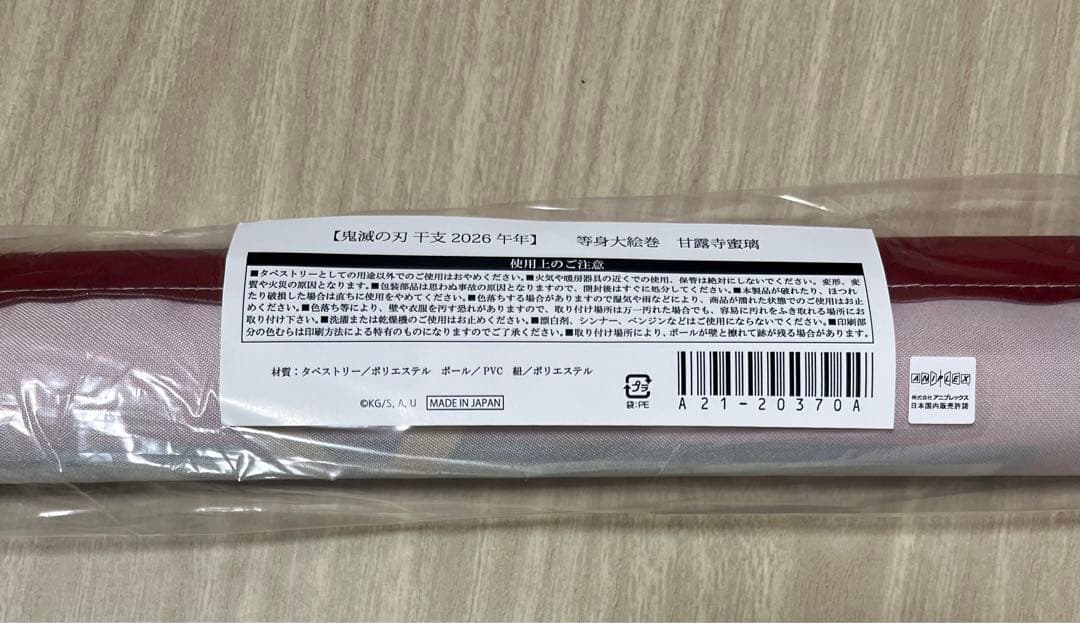 【鬼滅の刃 干支 2026 午年】 等身大絵巻 甘露寺蜜璃
使用上のご注意
■タペストリーとしての用途以外でのご使用はおやめください。■火気や暖房器具の近くでの使用、保管は絶対にしないでください。変形、変
質や火災の原因となります。■包装部品は思わぬ事故の原因となりますので、開封後はすぐに処分してください。■本製品が破れたり、ほつれ
たり破損した場合は直ちに使用をやめてください。■色落ちする場合がありますので湿気や雨などにより、商品が濡れた状態でのご使用はお止
めください。■色落ち等により、壁や衣服を汚す恐れがありますので、取り付け場所は万一汚れた場合でも、容易に汚れをふき取れる場所にお
取り付け下さい。■洗濯または乾燥機のご使用はお止めください。■漂白剤、シンナー、ベンジンなどはご使用にならないでください。■印刷部
分の色むらは印刷方法による特有のものになりますのでご了承ください。■取り付け場所により、ポールが壁と擦れて跡が残る場合があります。
材質：タペストリー／ポリエステル ポール／PVC 紐／ポリエステル
©KG/S, A, U MADE IN JAPAN
プラ
袋:PE
A21-20370A
ANIPLEX
株式会社アニプレックス
日本国内販売許諾